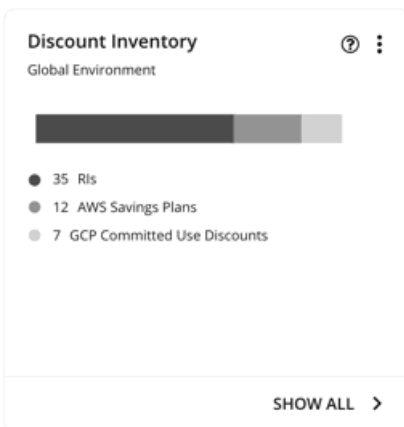 Discount Inventory
Global Environment
35 RIs
12 AWS Savings Plans
7 GCP Committed Use Discounts
SHOW ALL